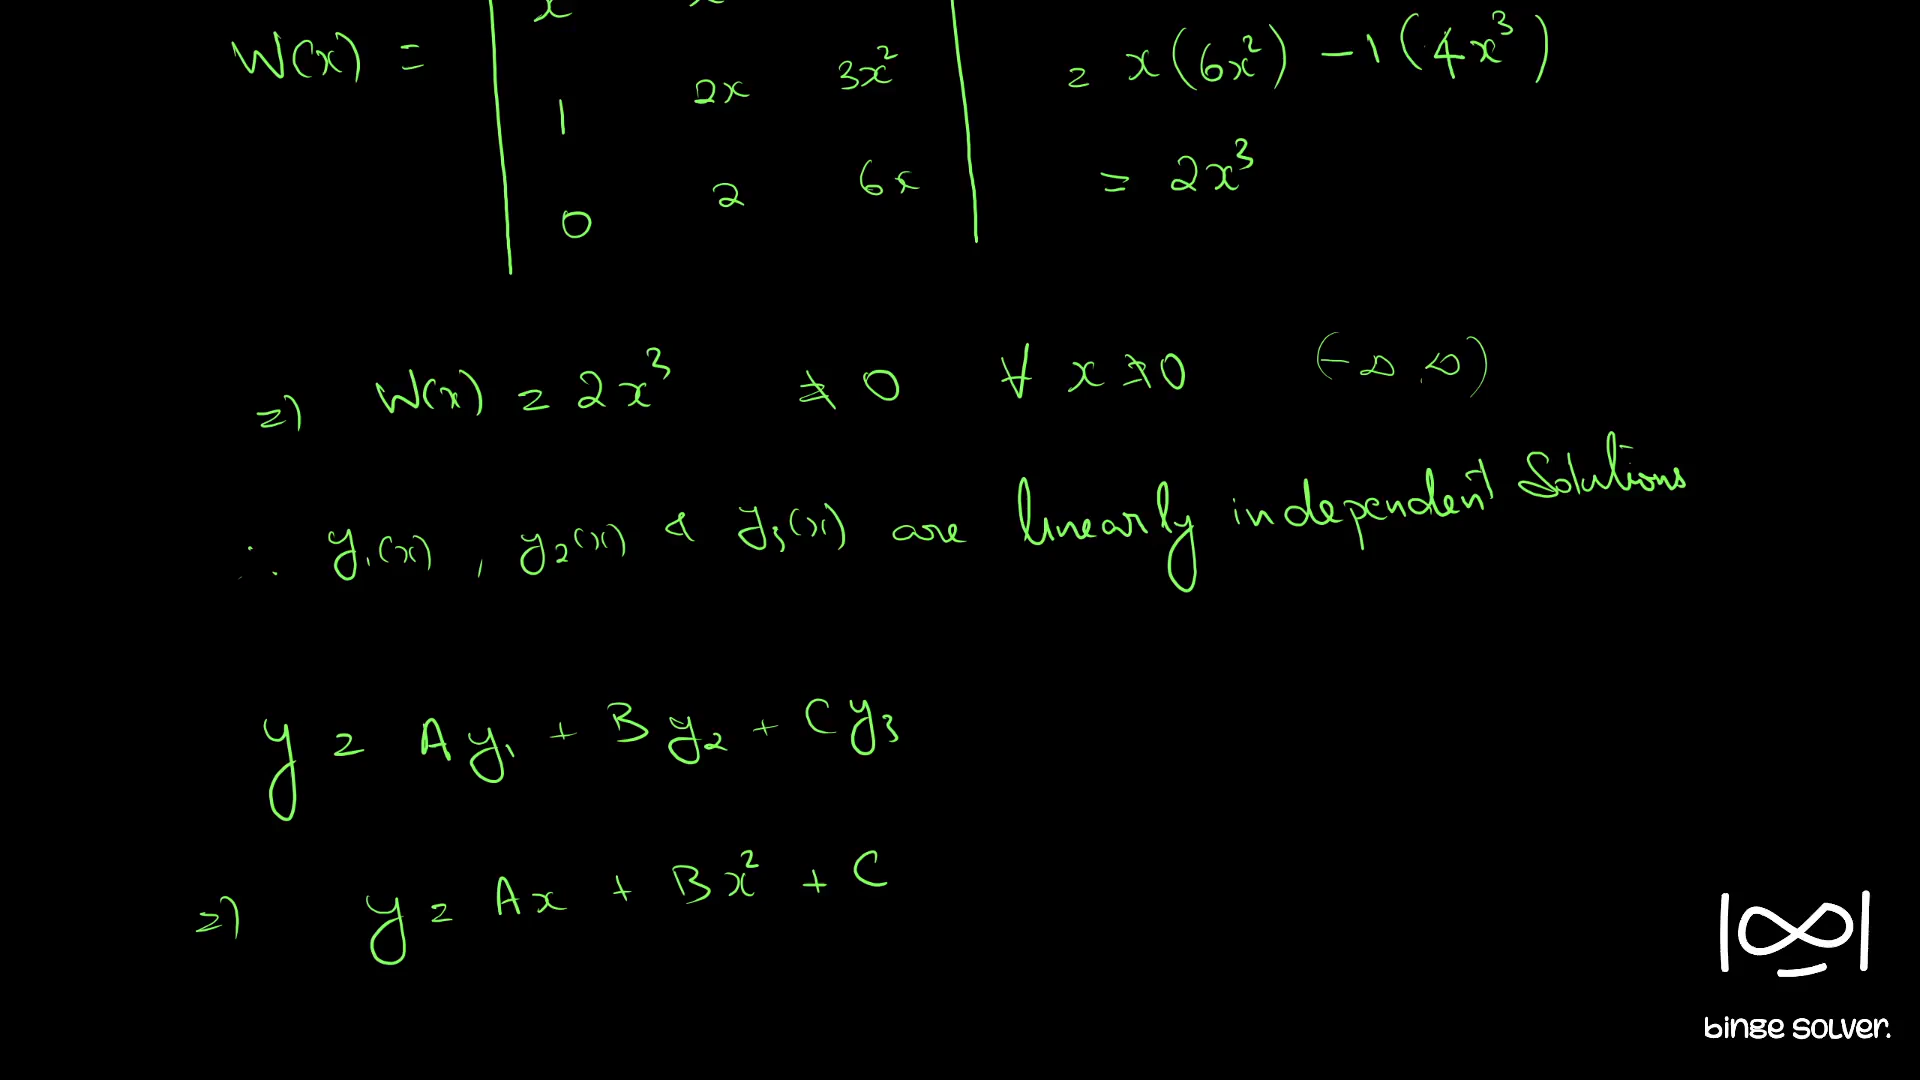 W(x) = | x x
1 2x 3x²
0 2 6x | = x(6x²) - 1(4x³)
= 2x³
=> W(x) = 2x³ ≠ 0 ∀ x ≠ 0 (-∞, ∞)
∴ y₁(x), y₂(x) & y₃(x) are linearly independent Solutions
y = Ay₁ + By₂ + Cy₃
=> y = Ax + Bx² + C
binge solver.